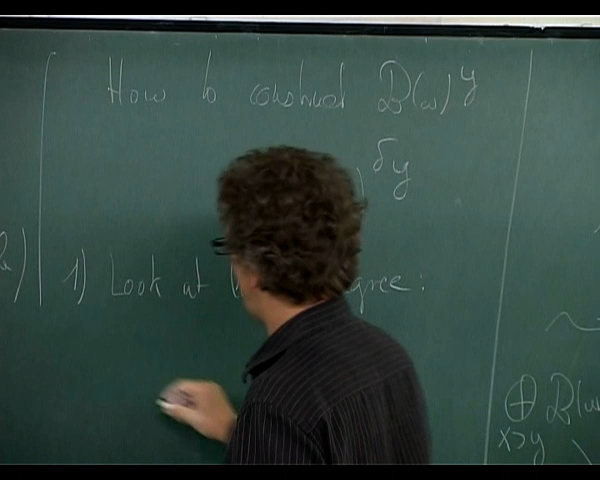 How to construct B(w)^y
δy
1) Look at gree:
⊕ B(w
x>y